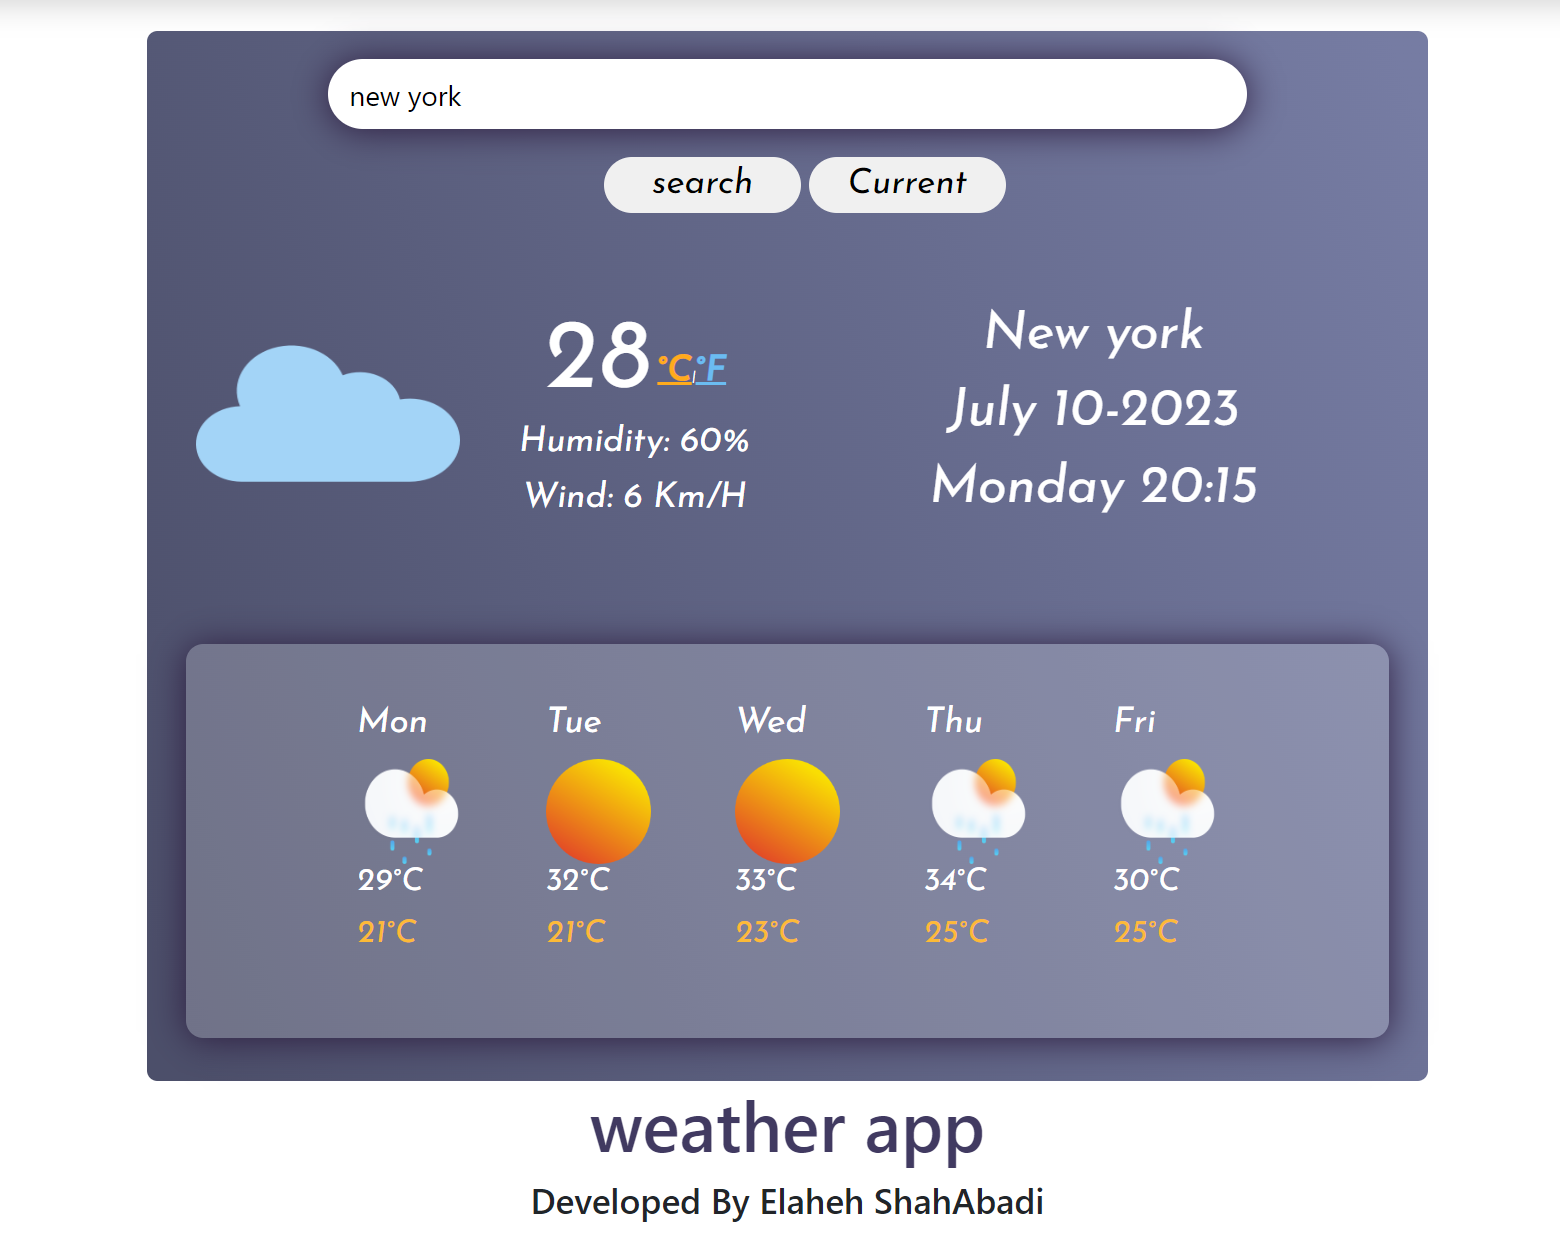 new york
search Current
28 °C/°F
Humidity: 60%
Wind: 6 Km/H
New york
July 10-2023
Monday 20:15
Mon Tue Wed Thu Fri
29°C 32°C 33°C 34°C 30°C
21°C 21°C 23°C 25°C 25°C
weather app
Developed By Elaheh ShahAbadi